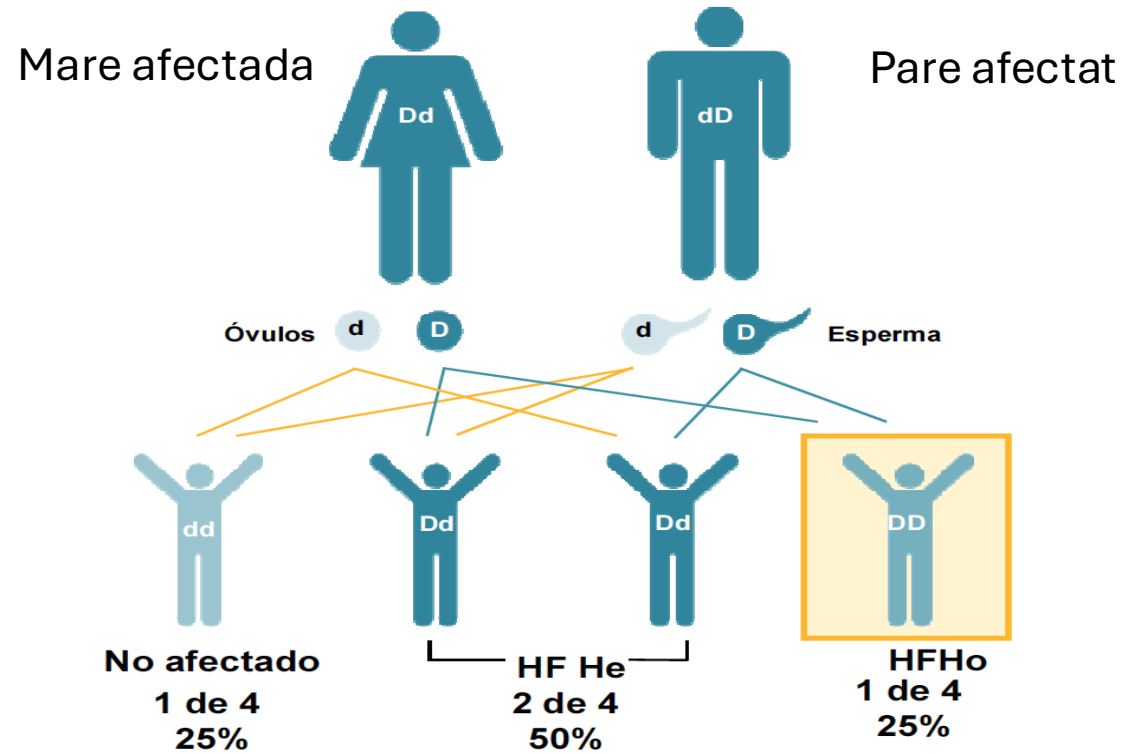 Mare afectada
Pare afectat
Dd
dD
Óvulos
d
D
d
D
Esperma
dd
Dd
Dd
DD
No afectado
1 de 4
25%
HF He
2 de 4
50%
HFHo
1 de 4
25%